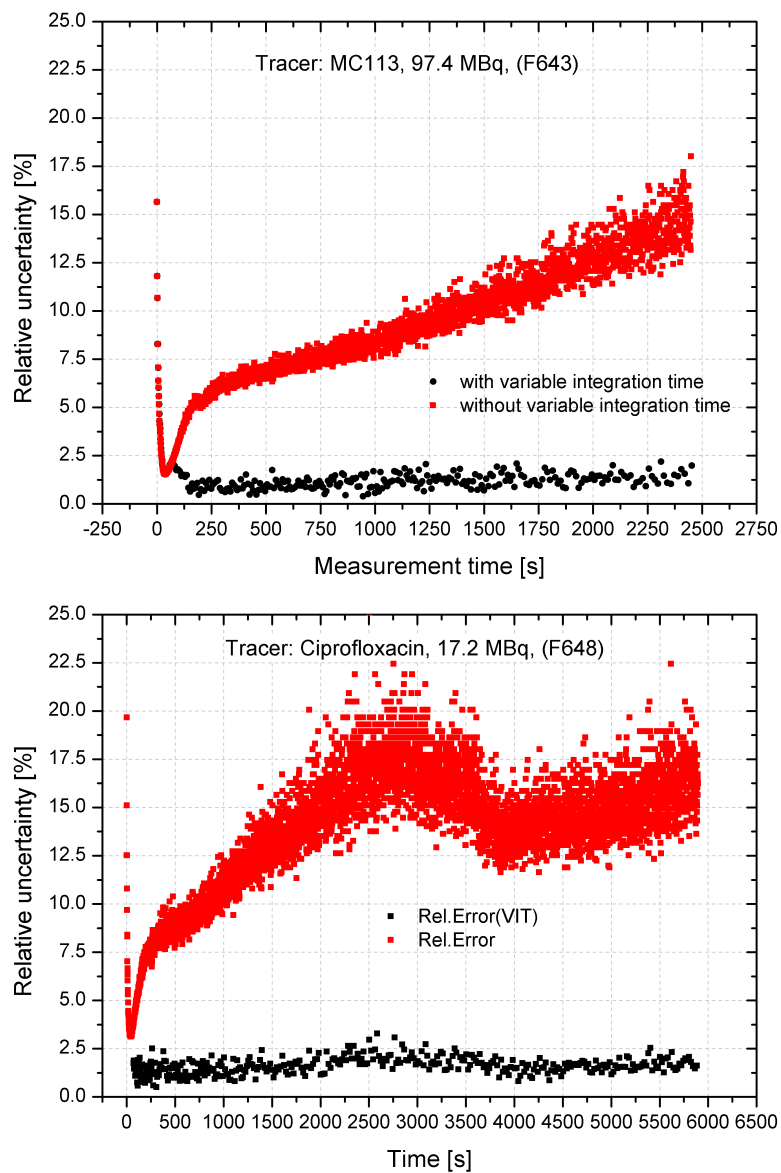 25.0
22.5
20.0
17.5
15.0
12.5
10.0
7.5
5.0
2.5
0.0
Relative uncertainty [%]
Tracer: MC113, 97.4 MBq, (F643)
with variable integration time
without variable integration time
-250 0 250 500 750 1000 1250 1500 1750 2000 2250 2500 2750
Measurement time [s]
25.0
22.5
20.0
17.5
15.0
12.5
10.0
7.5
5.0
2.5
0.0
Relative uncertainty [%]
Tracer: Ciprofloxacin, 17.2 MBq, (F648)
Rel.Error(VIT)
Rel.Error
0 500 1000 1500 2000 2500 3000 3500 4000 4500 5000 5500 6000 6500
Time [s]